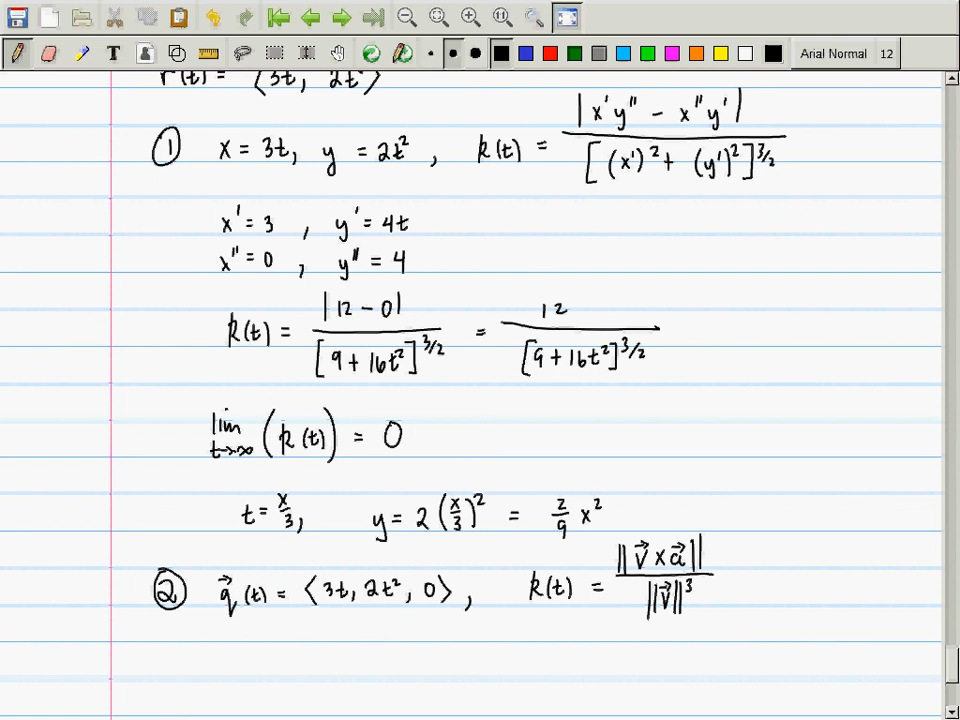 Arial Normal 12
r(t) = ⟨3t, 2t²⟩
① x = 3t, y = 2t², k(t) = |x'y'' − x''y'| / [(x')² + (y')²]^{3/2}
x' = 3, y' = 4t
x'' = 0, y'' = 4
k(t) = |12 − 0| / [9 + 16t²]^{3/2} = 12 / [9 + 16t²]^{3/2}
lim t→∞ (k(t)) = 0
t = x/3, y = 2(x/3)² = 2/9 x²
② q⃗(t) = ⟨3t, 2t², 0⟩, k(t) = ||v⃗ × a⃗|| / ||v⃗||³